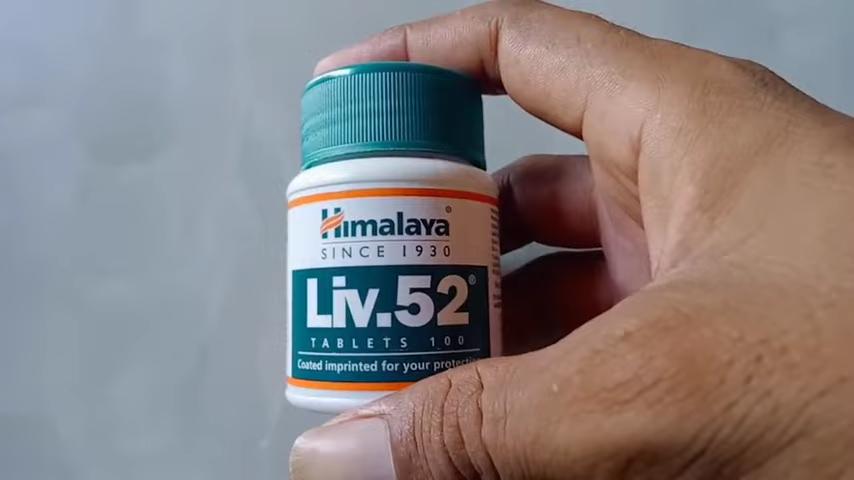 Himalaya®
SINCE 1930
Liv.52®
TABLETS 100
Coated imprinted for your protection